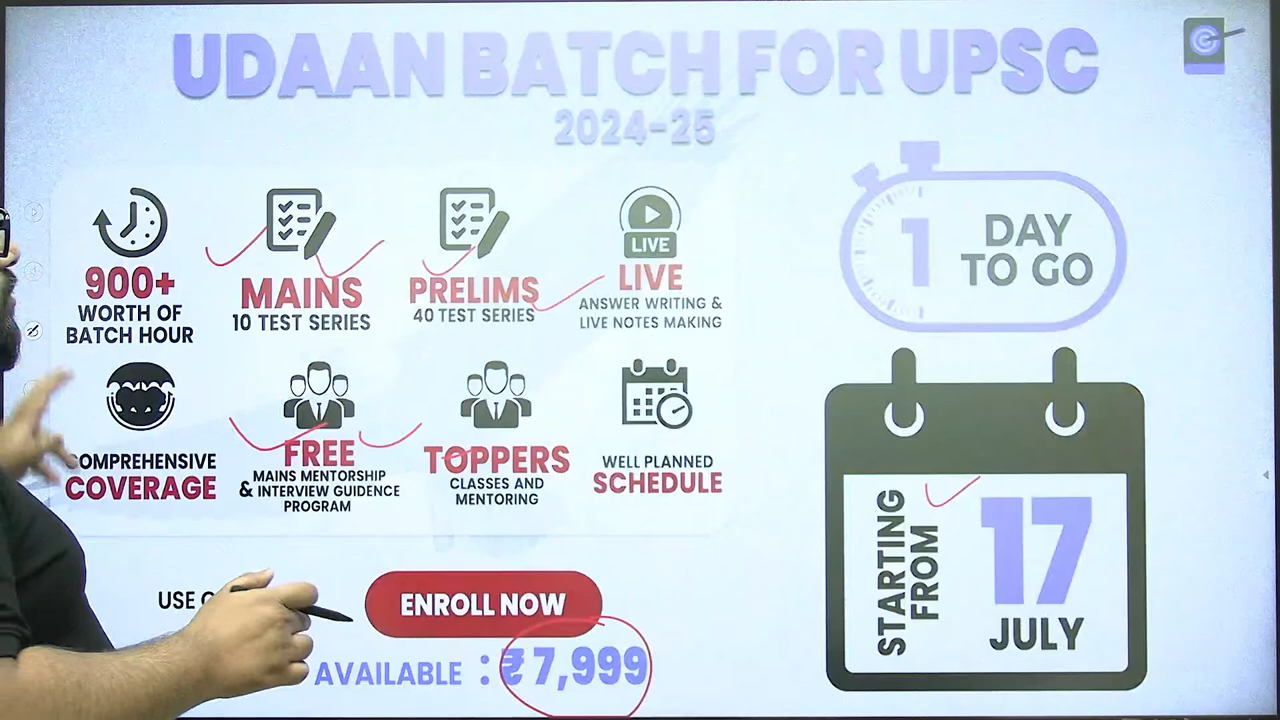 UDAAN BATCH FOR UPSC
2024-25
900+
WORTH OF
BATCH HOUR
MAINS
10 TEST SERIES
PRELIMS
40 TEST SERIES
LIVE
LIVE
ANSWER WRITING &
LIVE NOTES MAKING
COMPREHENSIVE
COVERAGE
FREE
MAINS MENTORSHIP
& INTERVIEW GUIDENCE
PROGRAM
TOPPERS
CLASSES AND
MENTORING
WELL PLANNED
SCHEDULE
USE
ENROLL NOW
AVAILABLE : ₹7,999
1 DAY
TO GO
STARTING
FROM
17
JULY